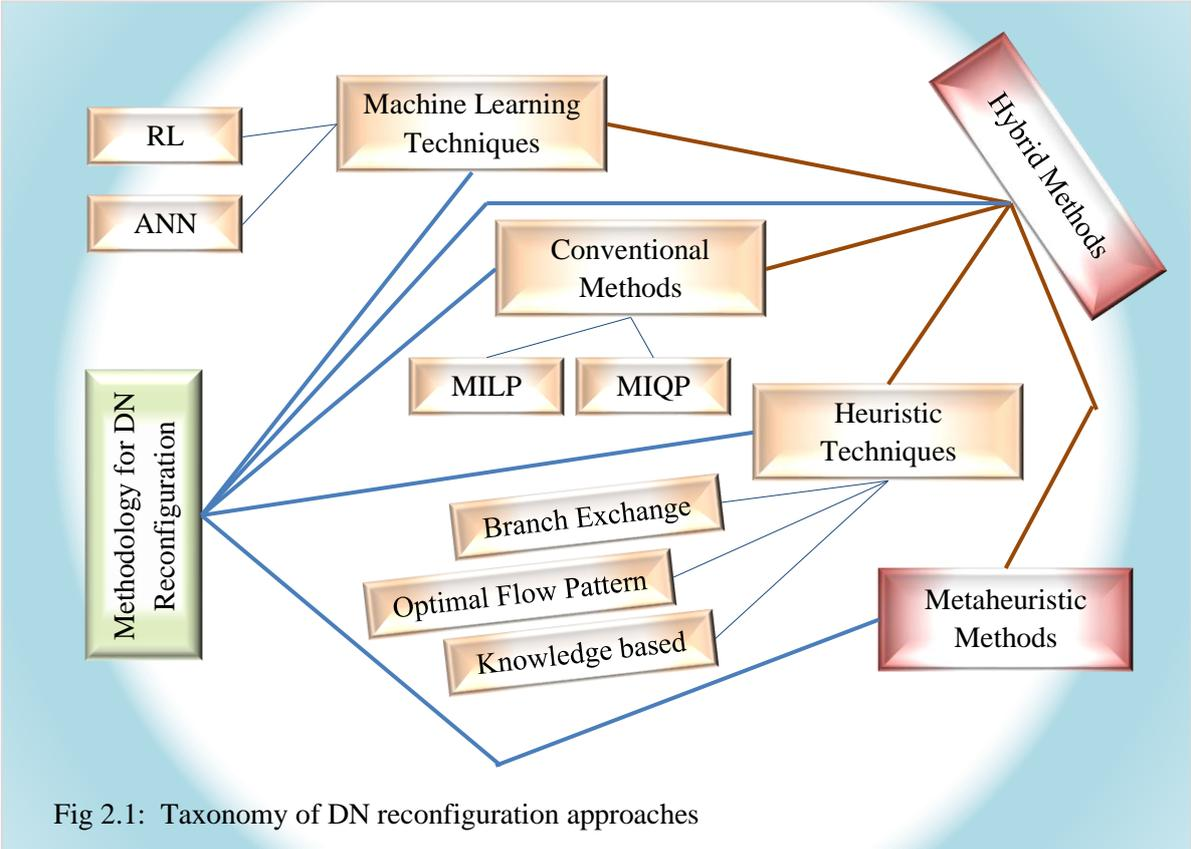 Machine Learning
Techniques
RL
ANN
Hybrid Methods
Conventional
Methods
MILP
MIQP
Methodology for DN
Reconfiguration
Heuristic
Techniques
Branch Exchange
Optimal Flow Pattern
Knowledge based
Metaheuristic
Methods
Fig 2.1:  Taxonomy of DN reconfiguration approaches